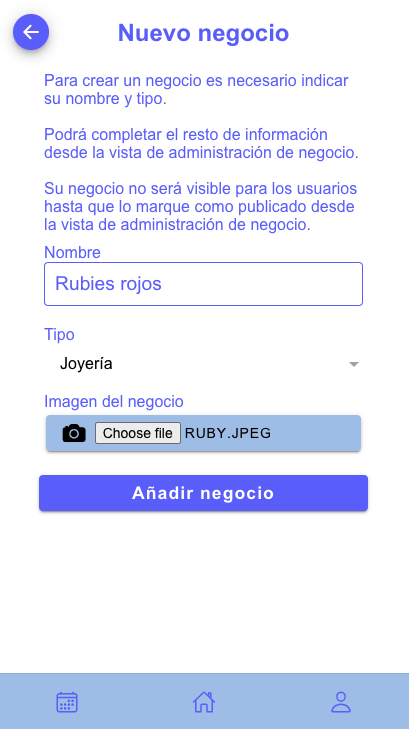 Nuevo negocio
Para crear un negocio es necesario indicar
su nombre y tipo.
Podrá completar el resto de información
desde la vista de administración de negocio.
Su negocio no será visible para los usuarios
hasta que lo marque como publicado desde
la vista de administración de negocio.
Nombre
Rubies rojos
Tipo
Joyería
Imagen del negocio
Choose file RUBY.JPEG
Añadir negocio